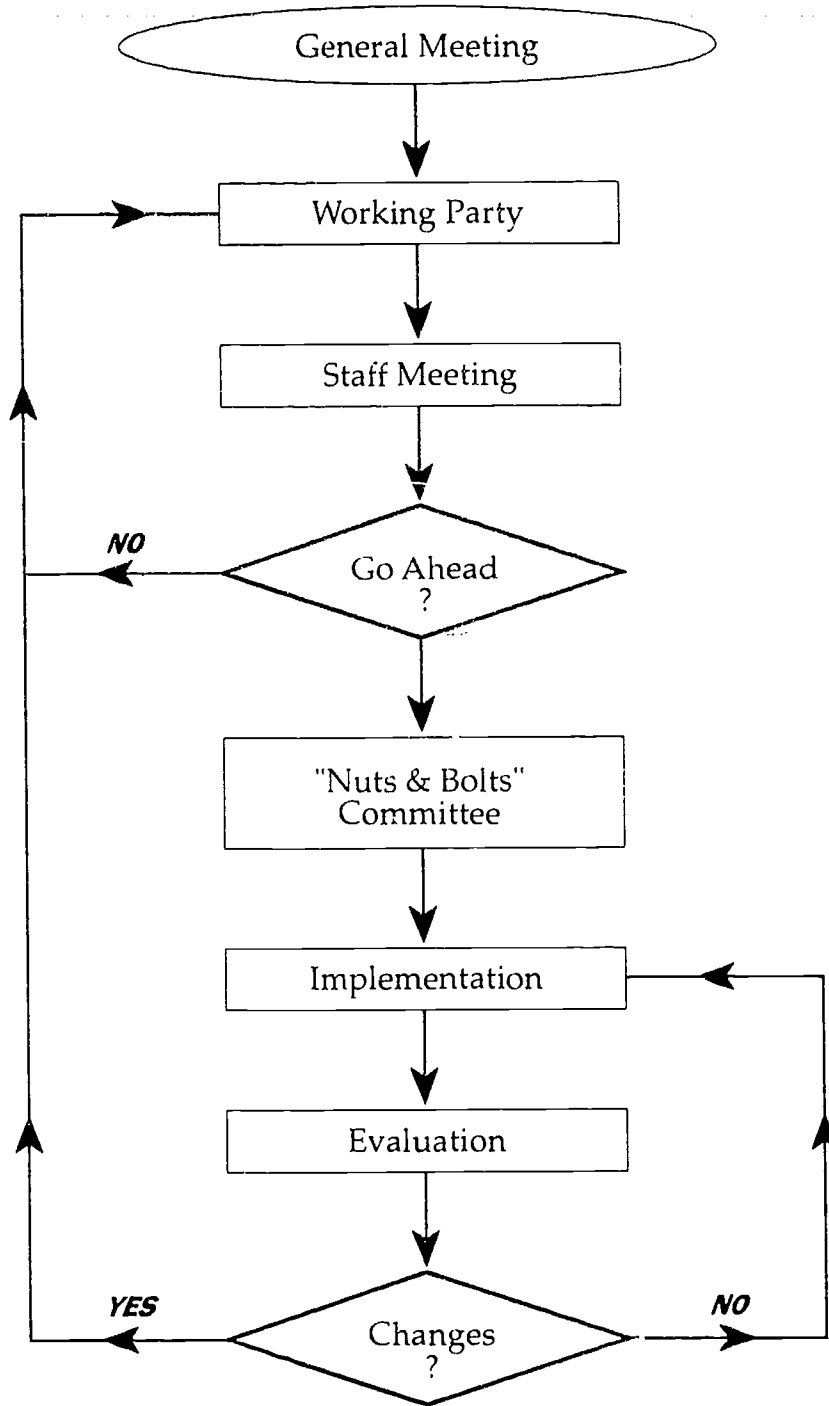 General Meeting
Working Party
Staff Meeting
NO
Go Ahead
?
"Nuts & Bolts"
Committee
Implementation
Evaluation
YES
Changes
?
NO